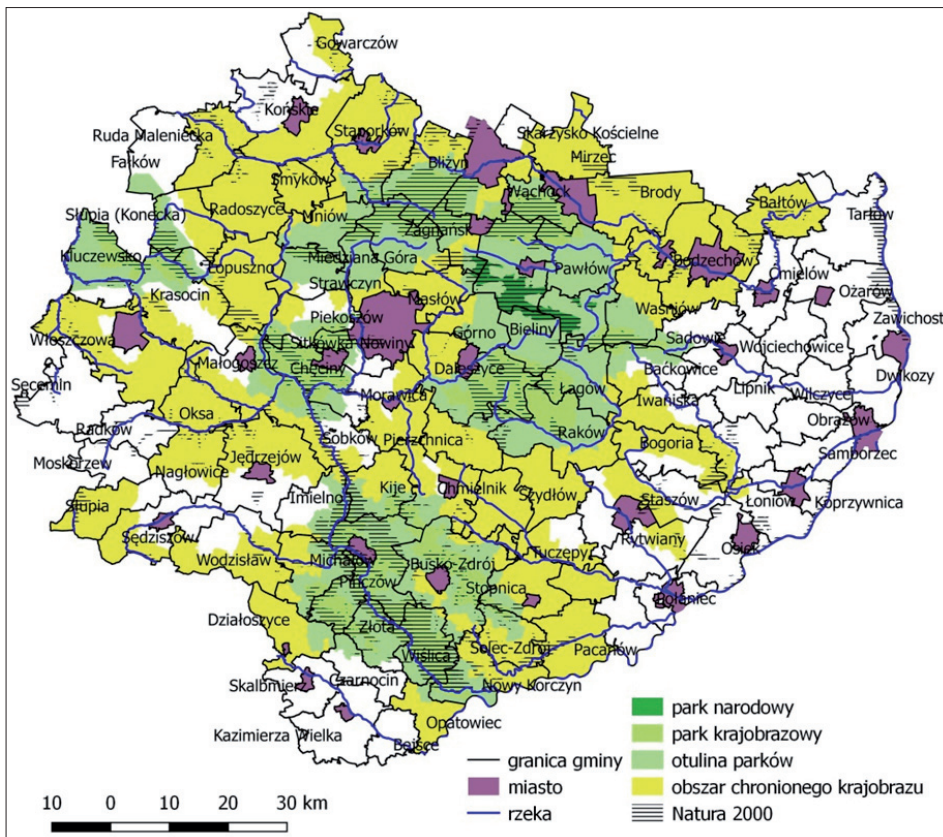 Gowarczów
Końskie
Ruda Maleniecka
Fałków
Stąporków
Skarżysko Kościelne
Mirzec
Bliżyn
Smyków
Wąchock
Brody
Bałtów
Tarłów
Słupia (Konecka)
Radoszyce
Mniów
Zagnańsk
Kluczewsko
Łopuszno
Miedziana Góra
Pawłów
Bodzechów
Ćmielów
Ożarów
Krasocin
Strawczyn
Masłów
Waśniów
Zawichost
Piekoszów
Górno
Bieliny
Włoszczowa
Sitkówka-Nowiny
Sadowie
Wojciechowice
Małogoszcz
Chęciny
Daleszyce
Baćkowice
Dwikozy
Secemin
Morawica
Łagów
Iwaniska
Lipnik
Wilczyce
Oksa
Obrazów
Radków
Sobków
Pierzchnica
Raków
Bogoria
Samborzec
Moskorzew
Nagłowice
Jędrzejów
Słupia
Imielno
Kije
Chmielnik
Szydłów
Staszów
Łoniów
Koprzywnica
Sędziszów
Rytwiany
Osiek
Wodzisław
Michałów
Busko-Zdrój
Tuczępy
Pińczów
Stopnica
Połaniec
Działoszyce
Złota
Solec-Zdrój
Pacanów
Wiślica
Skalbmierz
Czarnocin
Nowy Korczyn
Opatowiec
Kazimierza Wielka
Bejsce
park narodowy
park krajobrazowy
granica gminy
otulina parków
miasto
obszar chronionego krajobrazu
rzeka
Natura 2000
10 0 10 20 30 km